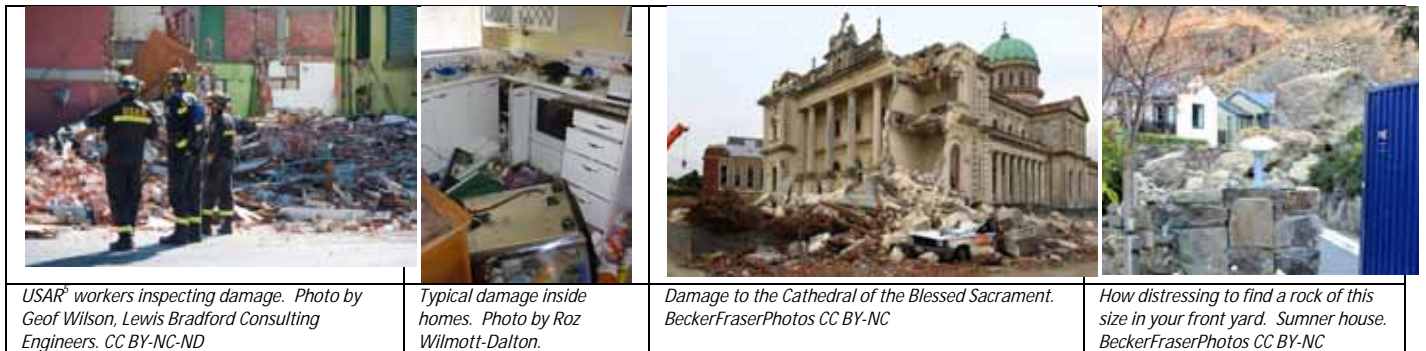 USAR
USAR⁵ workers inspecting damage. Photo by
Geof Wilson, Lewis Bradford Consulting
Engineers. CC BY-NC-ND
Typical damage inside
homes. Photo by Roz
Wilmott-Dalton.
Damage to the Cathedral of the Blessed Sacrament.
BeckerFraserPhotos CC BY-NC
How distressing to find a rock of this
size in your front yard. Sumner house.
BeckerFraserPhotos CC BY-NC